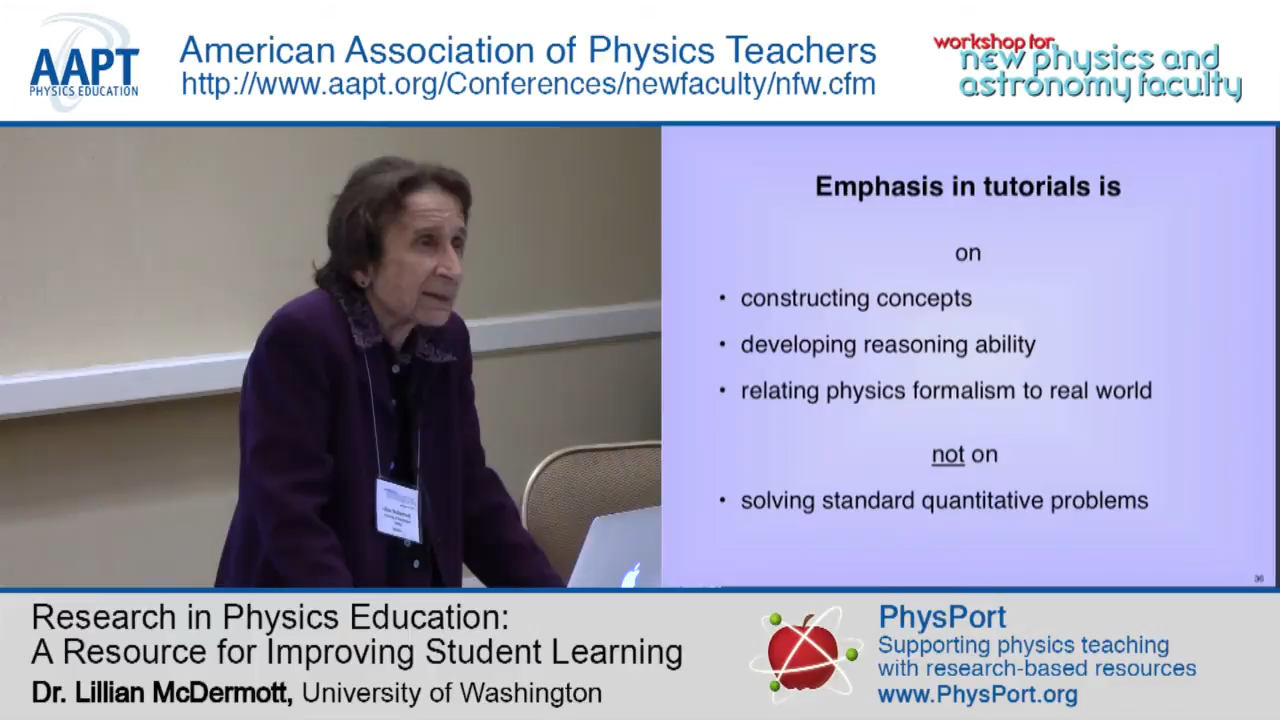 AAPT
PHYSICS EDUCATION
American Association of Physics Teachers
http://www.aapt.org/Conferences/newfaculty/nfw.cfm
workshop for
new physics and
astronomy faculty
Emphasis in tutorials is
on
• constructing concepts
• developing reasoning ability
• relating physics formalism to real world
not on
• solving standard quantitative problems
36
Research in Physics Education:
A Resource for Improving Student Learning
Dr. Lillian McDermott, University of Washington
PhysPort
Supporting physics teaching
with research-based resources
www.PhysPort.org